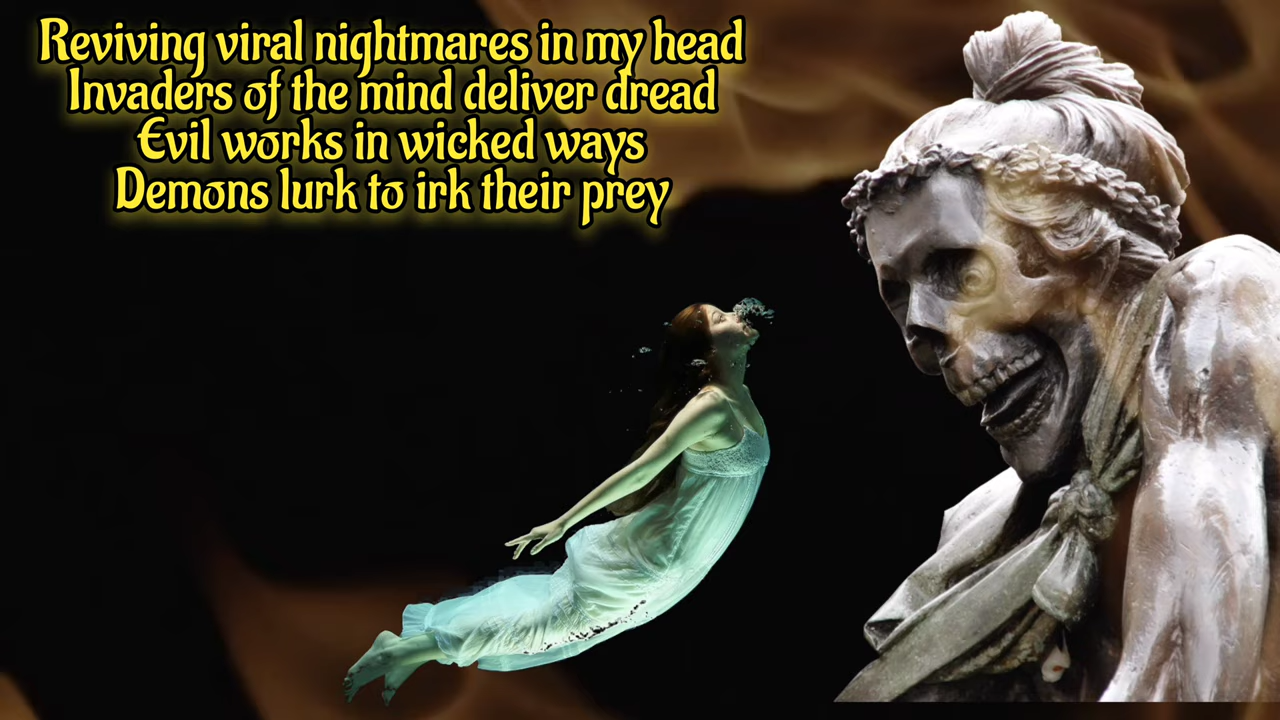 Reviving viral nightmares in my head
Invaders of the mind deliver dread
Evil works in wicked ways
Demons lurk to irk their prey